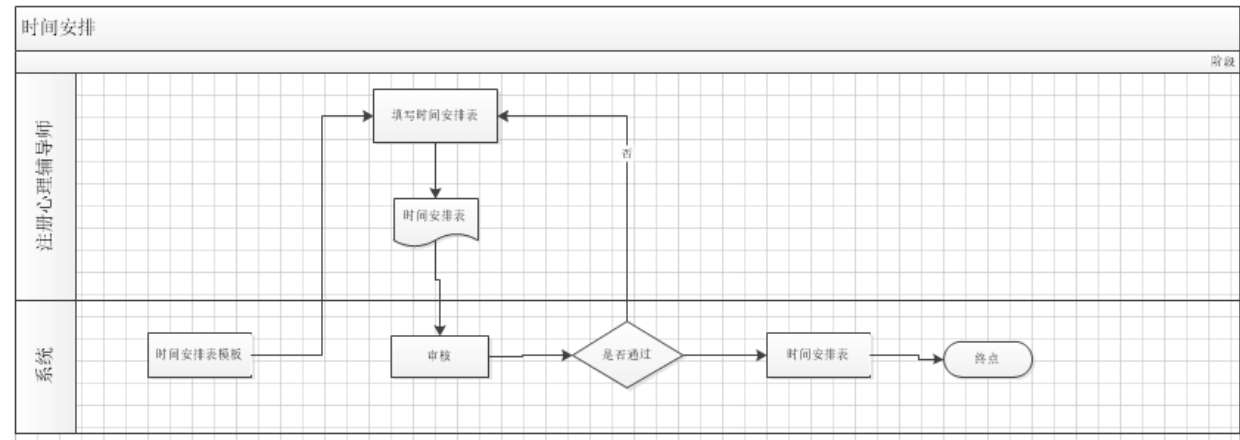 时间安排
阶段
注册心理辅导师
填写时间安排表
否
时间安排表
系统
时间安排表模版
审核
是否通过
时间安排表
终点